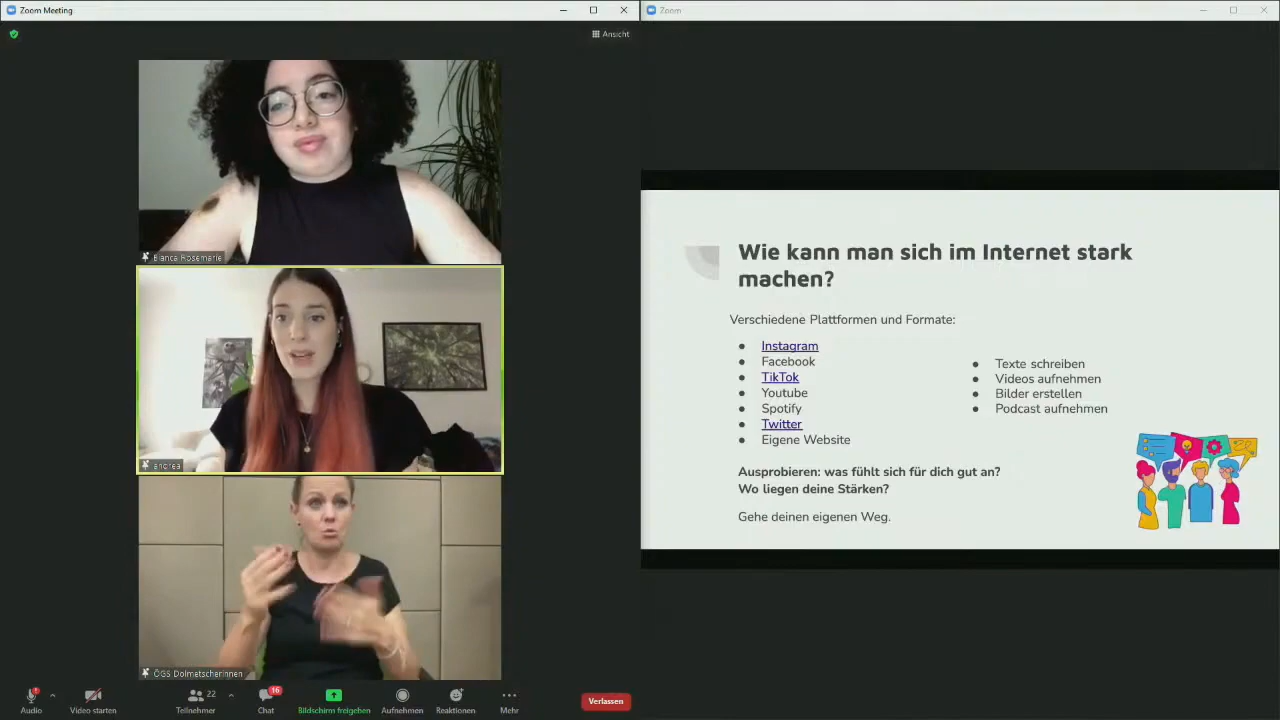 Zoom Meeting
Ansicht
Bianca Rosemarie
andrea
ÖGS Dolmetscherinnen
Audio
Video starten
22
Teilnehmer
16
Chat
Bildschirm freigeben
Aufnehmen
Reaktionen
Mehr
Verlassen
Zoom
Wie kann man sich im Internet stark
machen?
Verschiedene Plattformen und Formate:
● Instagram
● Facebook
● TikTok
● Youtube
● Spotify
● Twitter
● Eigene Website
● Texte schreiben
● Videos aufnehmen
● Bilder erstellen
● Podcast aufnehmen
Ausprobieren: was fühlt sich für dich gut an?
Wo liegen deine Stärken?
Gehe deinen eigenen Weg.